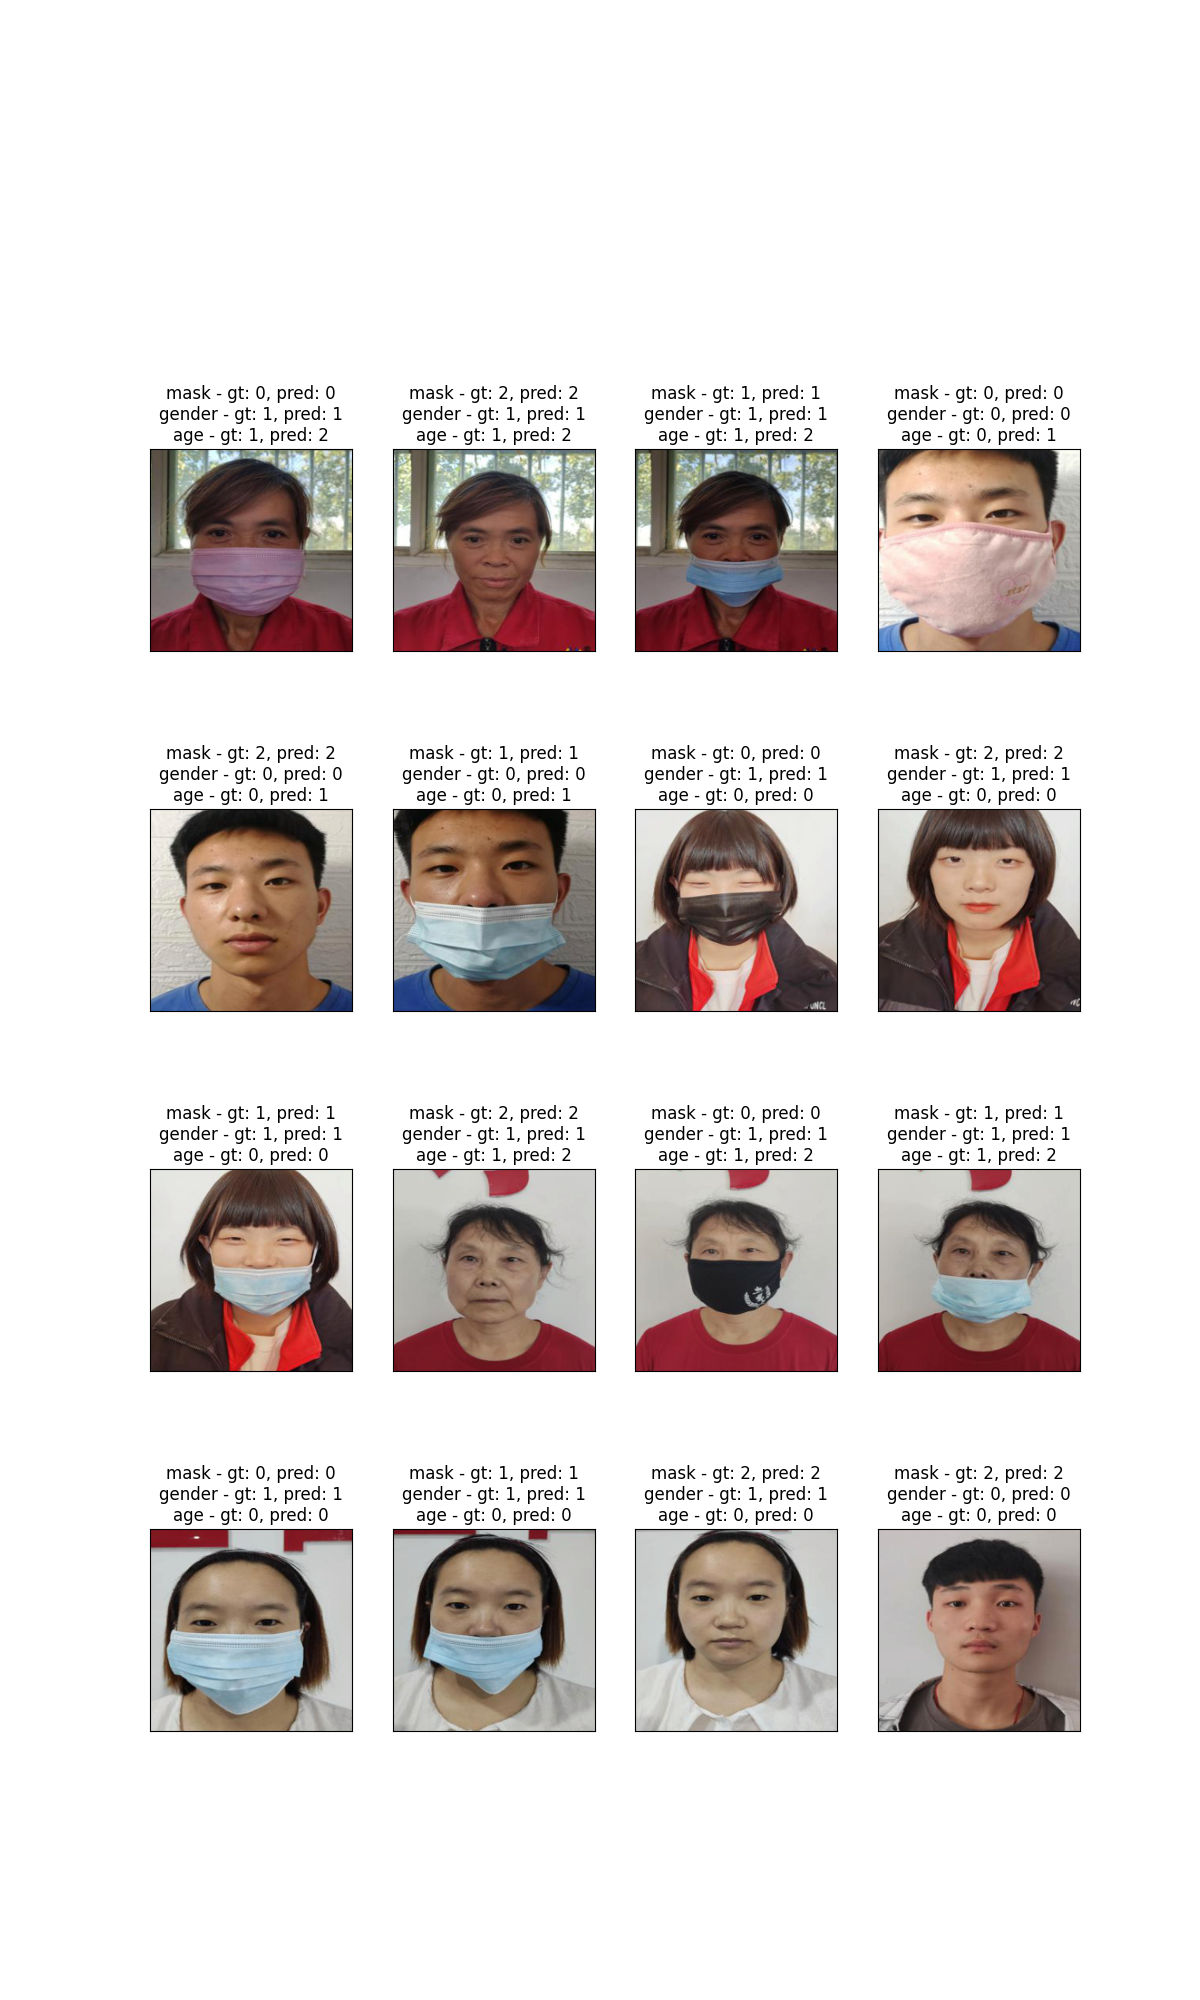 mask - gt: 0, pred: 0
gender - gt: 1, pred: 1
age - gt: 1, pred: 2
mask - gt: 2, pred: 2
gender - gt: 1, pred: 1
age - gt: 1, pred: 2
mask - gt: 1, pred: 1
gender - gt: 1, pred: 1
age - gt: 1, pred: 2
mask - gt: 0, pred: 0
gender - gt: 0, pred: 0
age - gt: 0, pred: 1
star
mask - gt: 2, pred: 2
gender - gt: 0, pred: 0
age - gt: 0, pred: 1
mask - gt: 1, pred: 1
gender - gt: 0, pred: 0
age - gt: 0, pred: 1
mask - gt: 0, pred: 0
gender - gt: 1, pred: 1
age - gt: 0, pred: 0
mask - gt: 2, pred: 2
gender - gt: 1, pred: 1
age - gt: 0, pred: 0
mask - gt: 1, pred: 1
gender - gt: 1, pred: 1
age - gt: 0, pred: 0
mask - gt: 2, pred: 2
gender - gt: 1, pred: 1
age - gt: 1, pred: 2
mask - gt: 0, pred: 0
gender - gt: 1, pred: 1
age - gt: 1, pred: 2
mask - gt: 1, pred: 1
gender - gt: 1, pred: 1
age - gt: 1, pred: 2
mask - gt: 0, pred: 0
gender - gt: 1, pred: 1
age - gt: 0, pred: 0
mask - gt: 1, pred: 1
gender - gt: 1, pred: 1
age - gt: 0, pred: 0
mask - gt: 2, pred: 2
gender - gt: 1, pred: 1
age - gt: 0, pred: 0
mask - gt: 2, pred: 2
gender - gt: 0, pred: 0
age - gt: 0, pred: 0